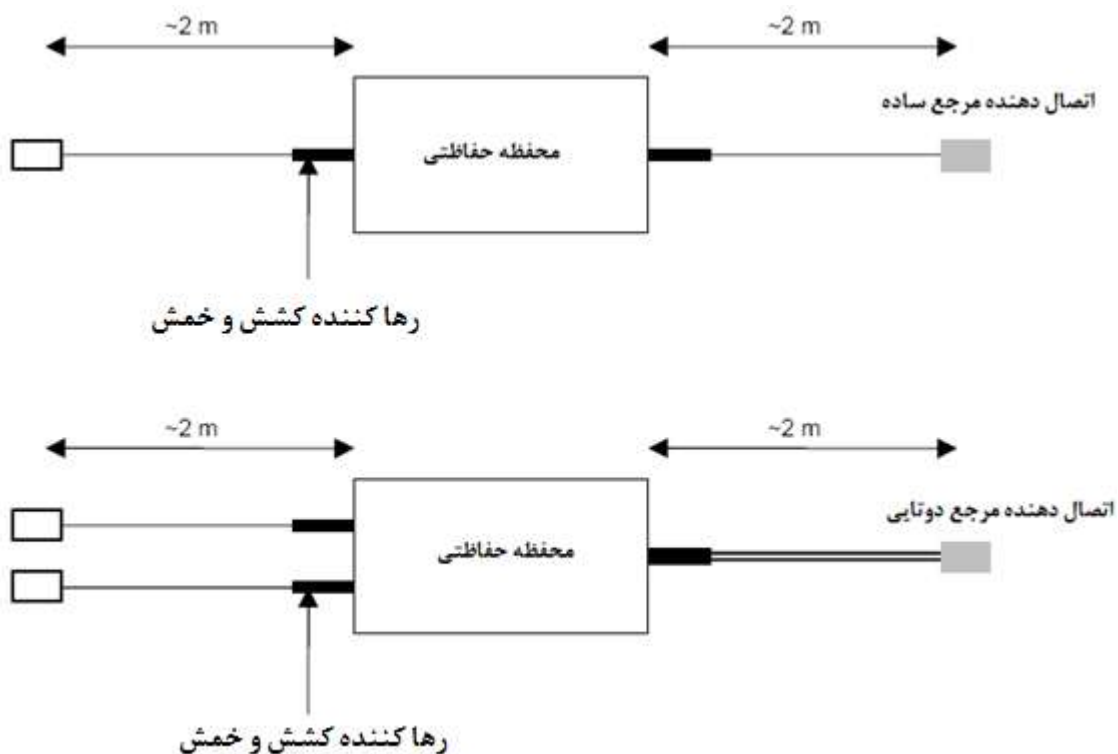 ~2 m
~2 m
اتصال دهنده مرجع ساده
محفظه حفاظتی
رها کننده کشش و خمش
~2 m
~2 m
اتصال دهنده مرجع دوتایی
محفظه حفاظتی
رها کننده کشش و خمش